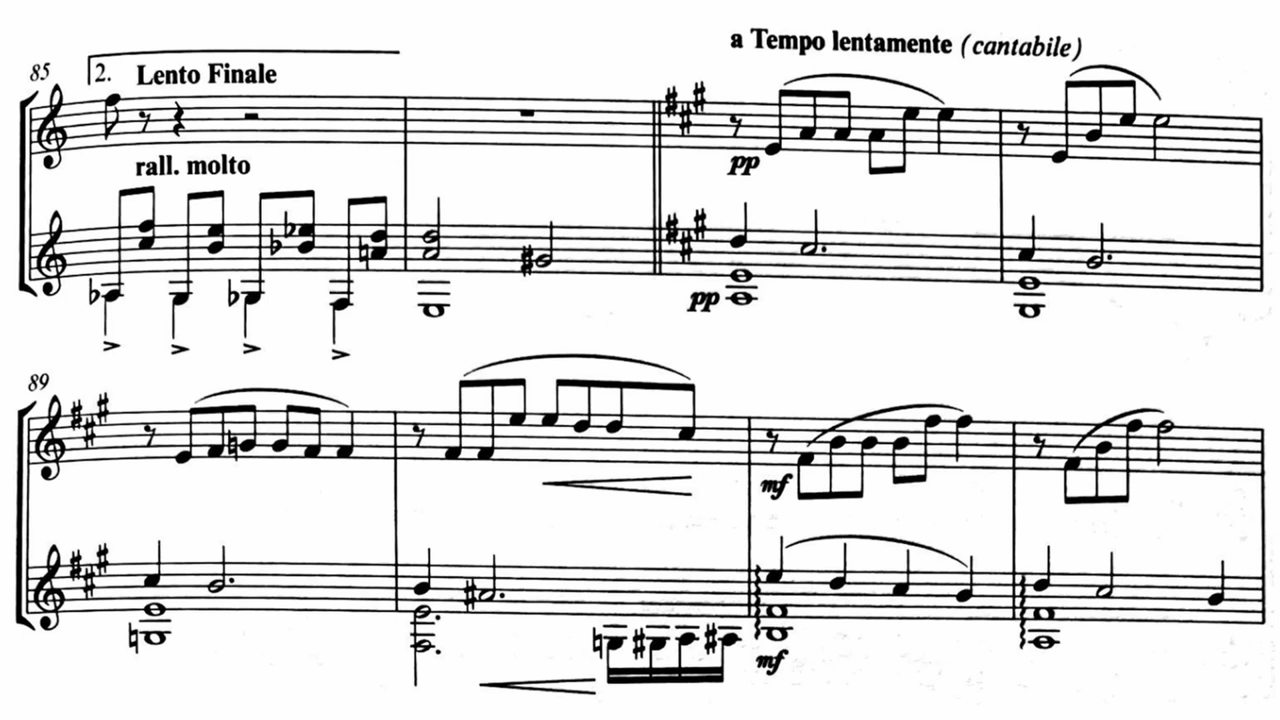 a Tempo lentamente (cantabile)
85 2. Lento Finale
rall. molto
pp
pp
89
mf
mf